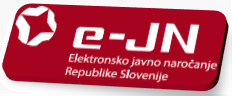 e-JN
Elektronsko javno naročanje
Republike Slovenije